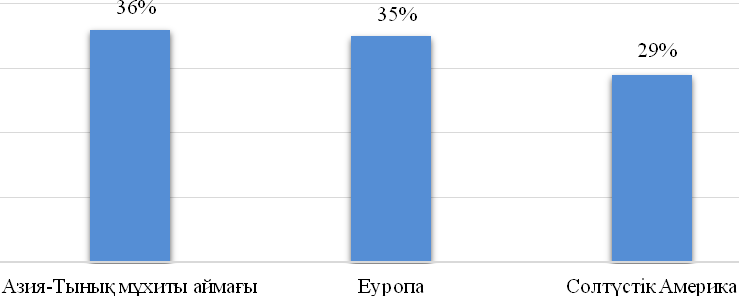 36%
35%
29%
Азия-Тынық мұхиты аймағы
Еуропа
Солтүстік Америка